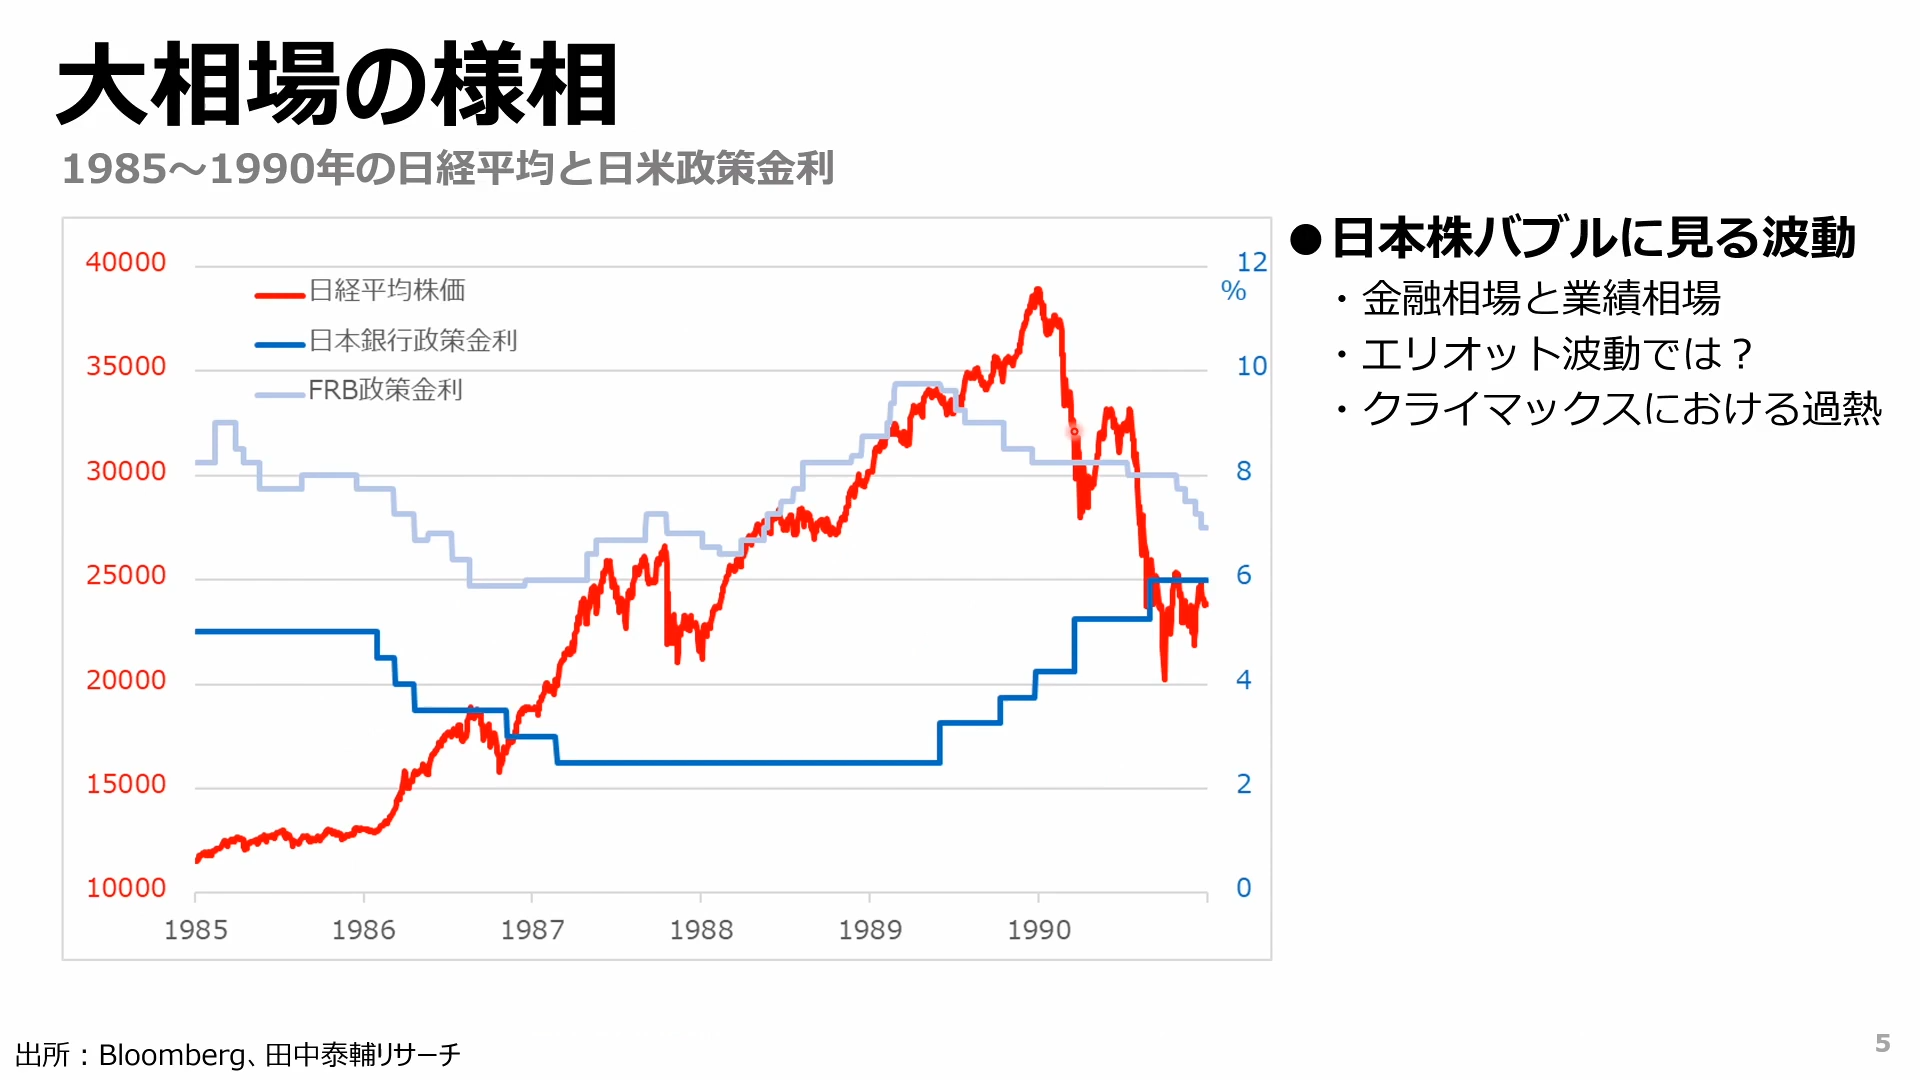 大相場の様相
1985～1990年の日経平均と日米政策金利
●日本株バブルに見る波動
・金融相場と業績相場
・エリオット波動では？
・クライマックスにおける過熱
40000
35000
30000
25000
20000
15000
10000
日経平均株価
日本銀行政策金利
FRB政策金利
12
%
10
8
6
4
2
0
1985 1986 1987 1988 1989 1990
出所：Bloomberg、田中泰輔リサーチ
5